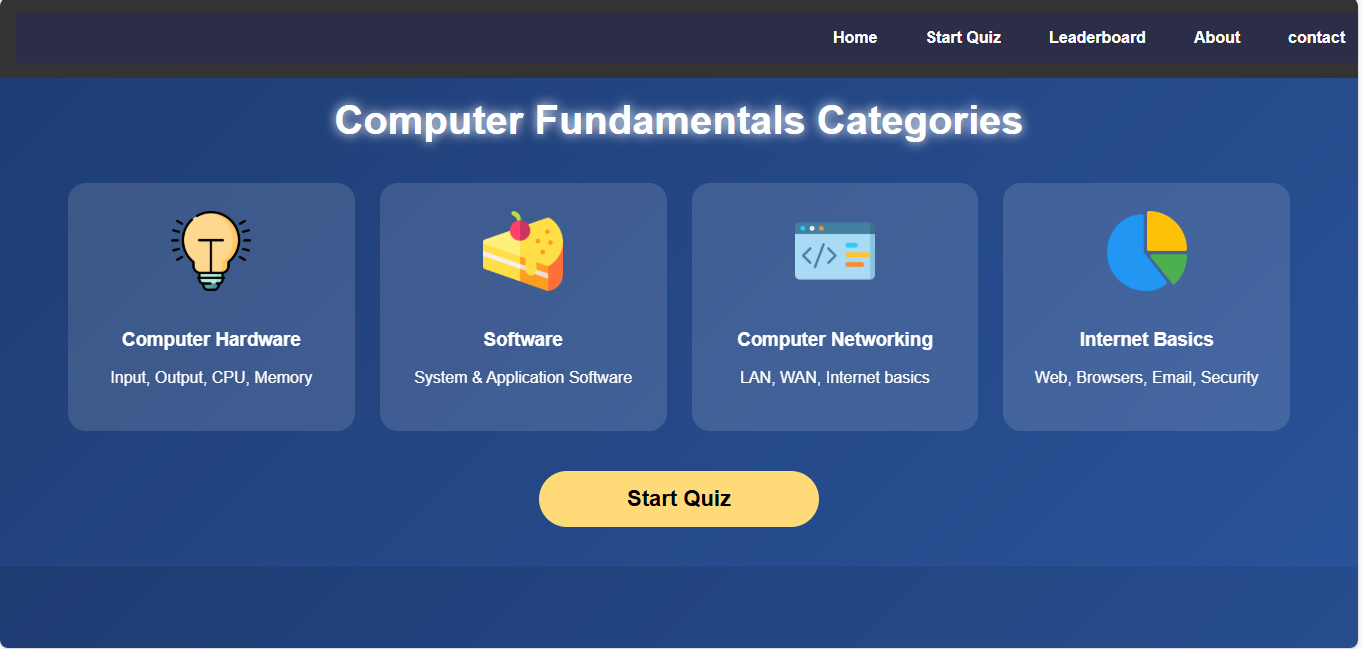 Home Start Quiz Leaderboard About contact
Computer Fundamentals Categories
Computer Hardware
Input, Output, CPU, Memory
Software
System & Application Software
</>
Computer Networking
LAN, WAN, Internet basics
Internet Basics
Web, Browsers, Email, Security
Start Quiz